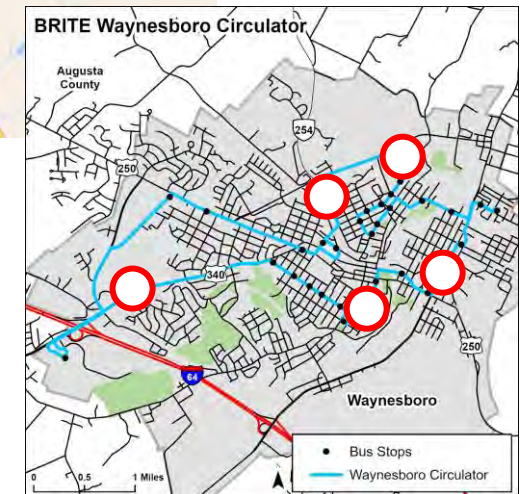 BRITE Waynesboro Circulator
Augusta
County
254
250
340
250
64
Waynesboro
Bus Stops
Waynesboro Circulator
0 0.5 1 Miles